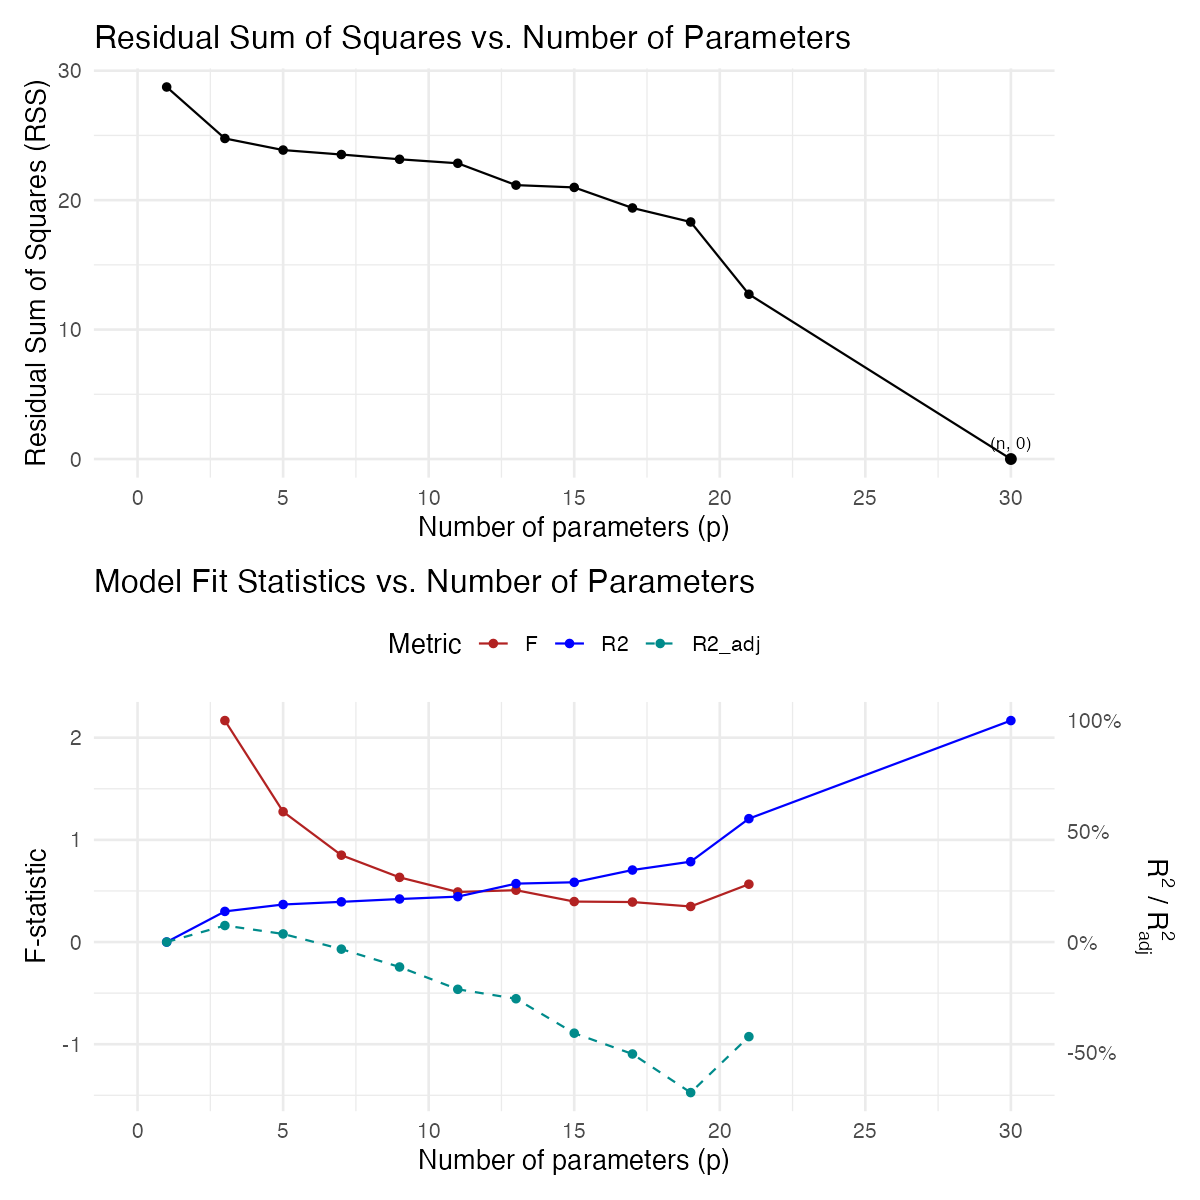 Residual Sum of Squares vs. Number of Parameters
Residual Sum of Squares (RSS)
30
20
10
0
(n, 0)
0 5 10 15 20 25 30
Number of parameters (p)
Model Fit Statistics vs. Number of Parameters
Metric F R2 R2_adj
F-statistic
2
1
0
-1
100%
50%
0%
-50%
R² / R²adj
0 5 10 15 20 25 30
Number of parameters (p)